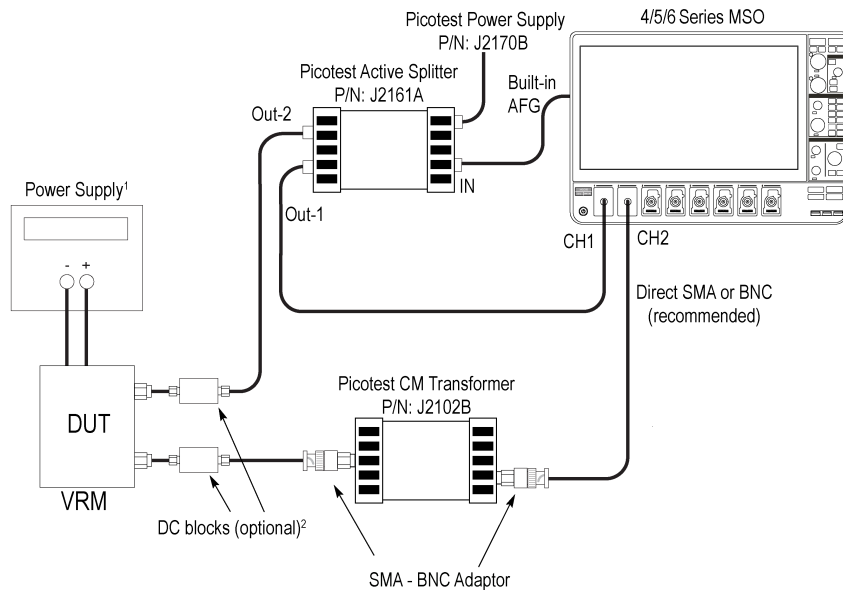 Picotest Power Supply
P/N: J2170B
4/5/6 Series MSO
Picotest Active Splitter
P/N: J2161A
Built-in
AFG
Out-2
IN
Power Supply¹
Out-1
- +
CH1
CH2
Direct SMA or BNC
(recommended)
Picotest CM Transformer
P/N: J2102B
DUT
VRM
DC blocks (optional)²
SMA - BNC Adaptor